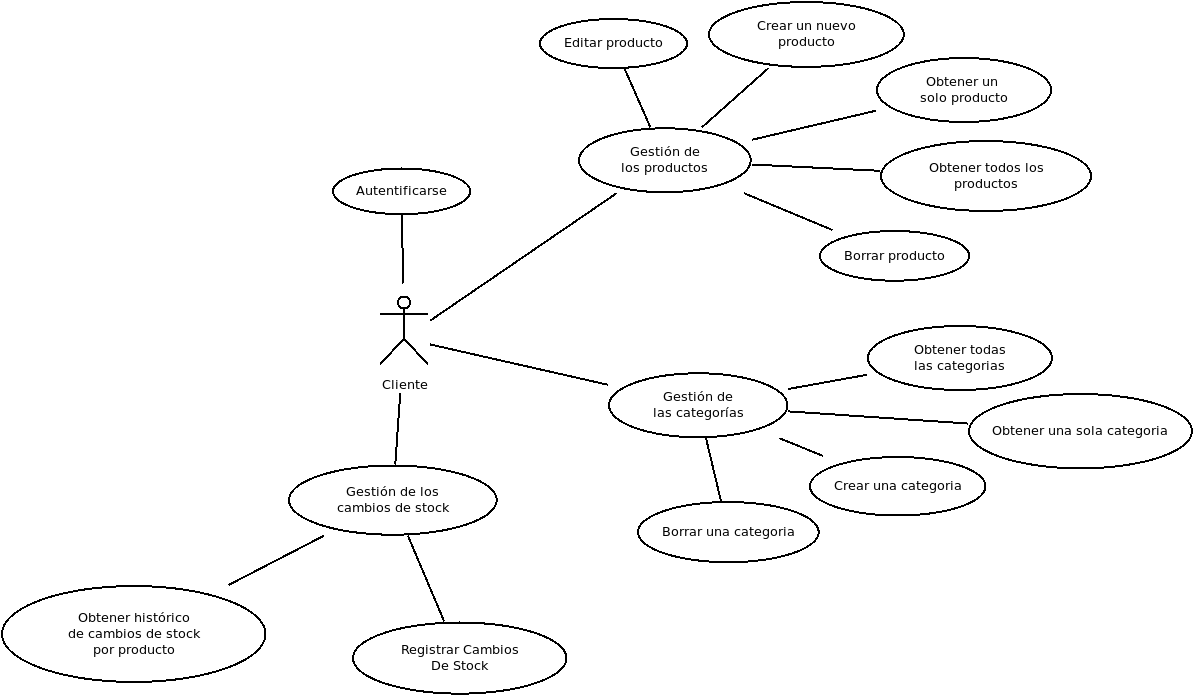 Crear un nuevo
producto
Editar producto
Obtener un
solo producto
Gestión de
los productos
Obtener todos los
productos
Autentificarse
Borrar producto
Cliente
Obtener todas
las categorias
Gestión de
las categorías
Obtener una sola categoria
Crear una categoria
Borrar una categoria
Gestión de los
cambios de stock
Obtener histórico
de cambios de stock
por producto
Registrar Cambios
De Stock